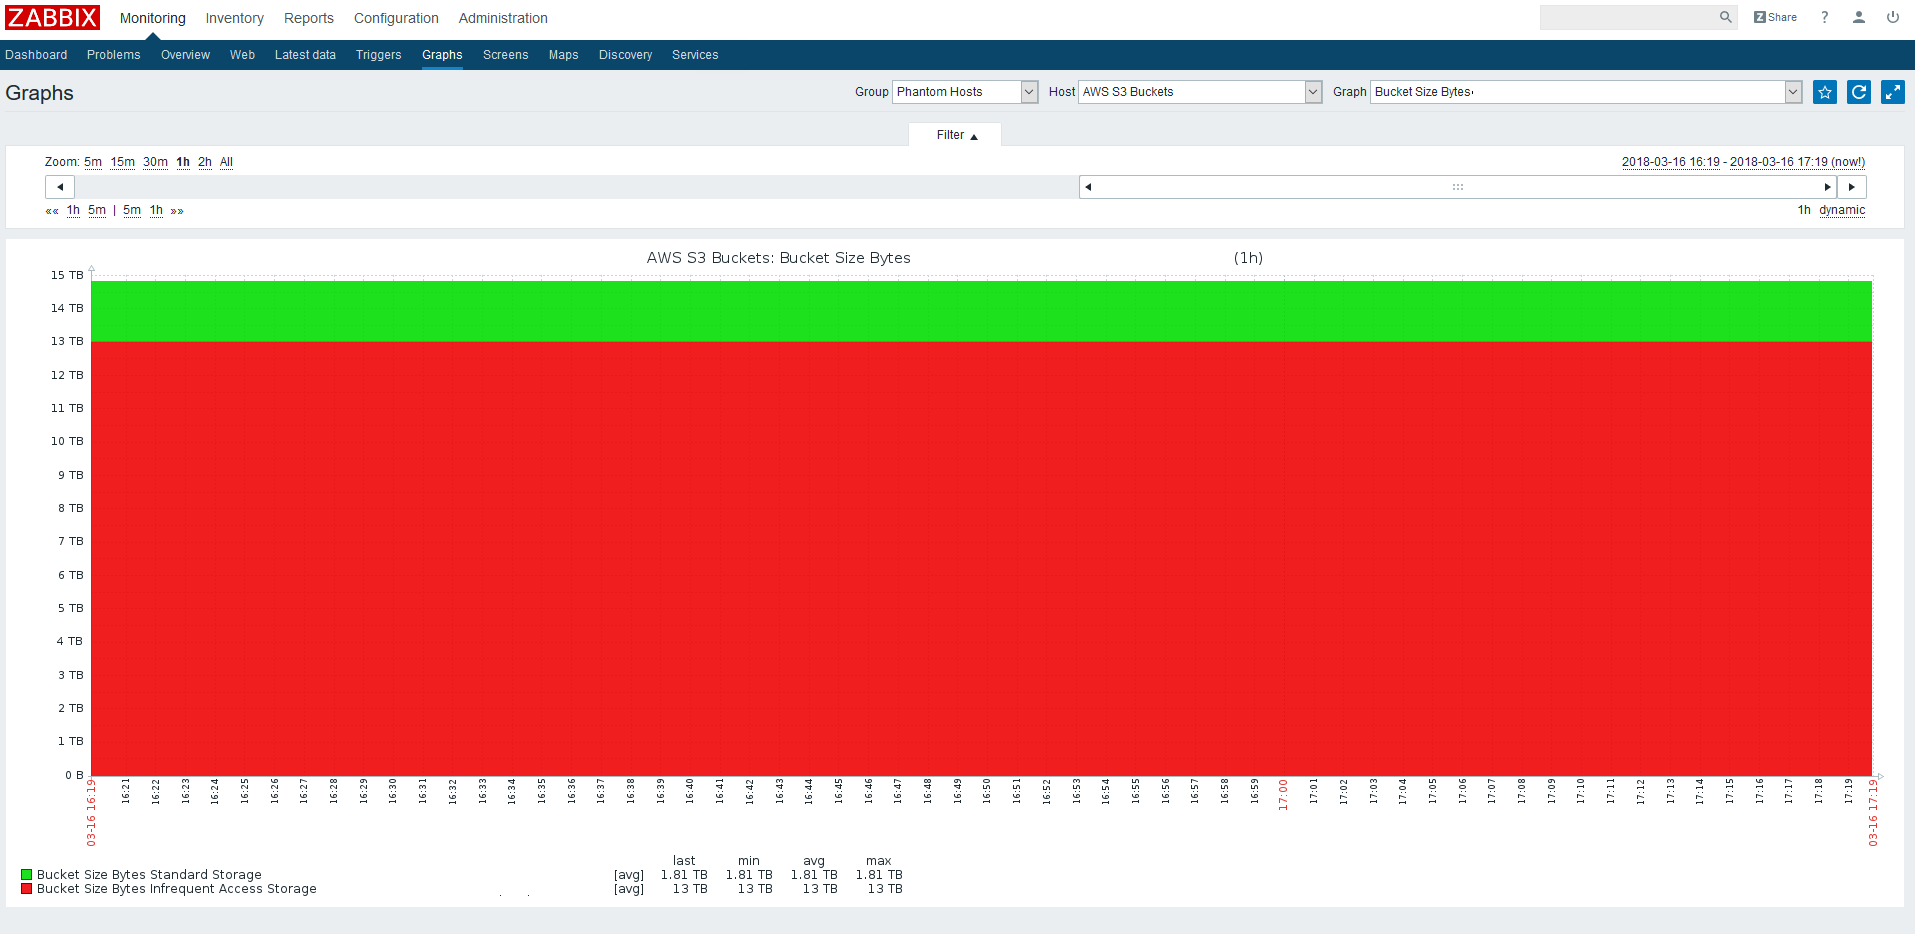 ZABBIX Monitoring Inventory Reports Configuration Administration Z Share ?
Dashboard Problems Overview Web Latest data Triggers Graphs Screens Maps Discovery Services
Graphs Group Phantom Hosts Host AWS S3 Buckets Graph Bucket Size Bytes
Filter ▲
Zoom: 5m 15m 30m 1h 2h All 2018-03-16 16:19 - 2018-03-16 17:19 (now!)
«« 1h 5m | 5m 1h »» 1h dynamic
AWS S3 Buckets: Bucket Size Bytes (1h)
15 TB
14 TB
13 TB
12 TB
11 TB
10 TB
9 TB
8 TB
7 TB
6 TB
5 TB
4 TB
3 TB
2 TB
1 TB
0 B
03-16 16:19 16:21 16:22 16:23 16:24 16:25 16:26 16:27 16:28 16:29 16:30 16:31 16:32 16:33 16:34 16:35 16:36 16:37 16:38 16:39 16:40 16:41 16:42 16:43 16:44 16:45 16:46 16:47 16:48 16:49 16:50 16:51 16:52 16:53 16:54 16:55 16:56 16:57 16:58 16:59 17:00 17:01 17:02 17:03 17:04 17:05 17:06 17:07 17:08 17:09 17:10 17:11 17:12 17:13 17:14 17:15 17:16 17:17 17:18 17:19 03-16 17:19
last min avg max
Bucket Size Bytes Standard Storage [avg] 1.81 TB 1.81 TB 1.81 TB 1.81 TB
Bucket Size Bytes Infrequent Access Storage [avg] 13 TB 13 TB 13 TB 13 TB